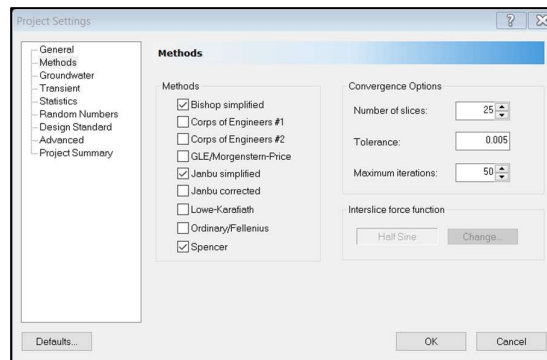 Project Settings
General
Methods
Groundwater
Transient
Statistics
Random Numbers
Design Standard
Advanced
Project Summary
Methods
Methods
Bishop simplified
Corps of Engineers #1
Corps of Engineers #2
GLE/Morgenstern-Price
Janbu simplified
Janbu corrected
Lowe-Karafiath
Ordinary/Fellenius
Spencer
Convergence Options
Number of slices: 25
Tolerance: 0.005
Maximum iterations: 50
Interslice force function
Half Sine Change...
Defaults... OK Cancel